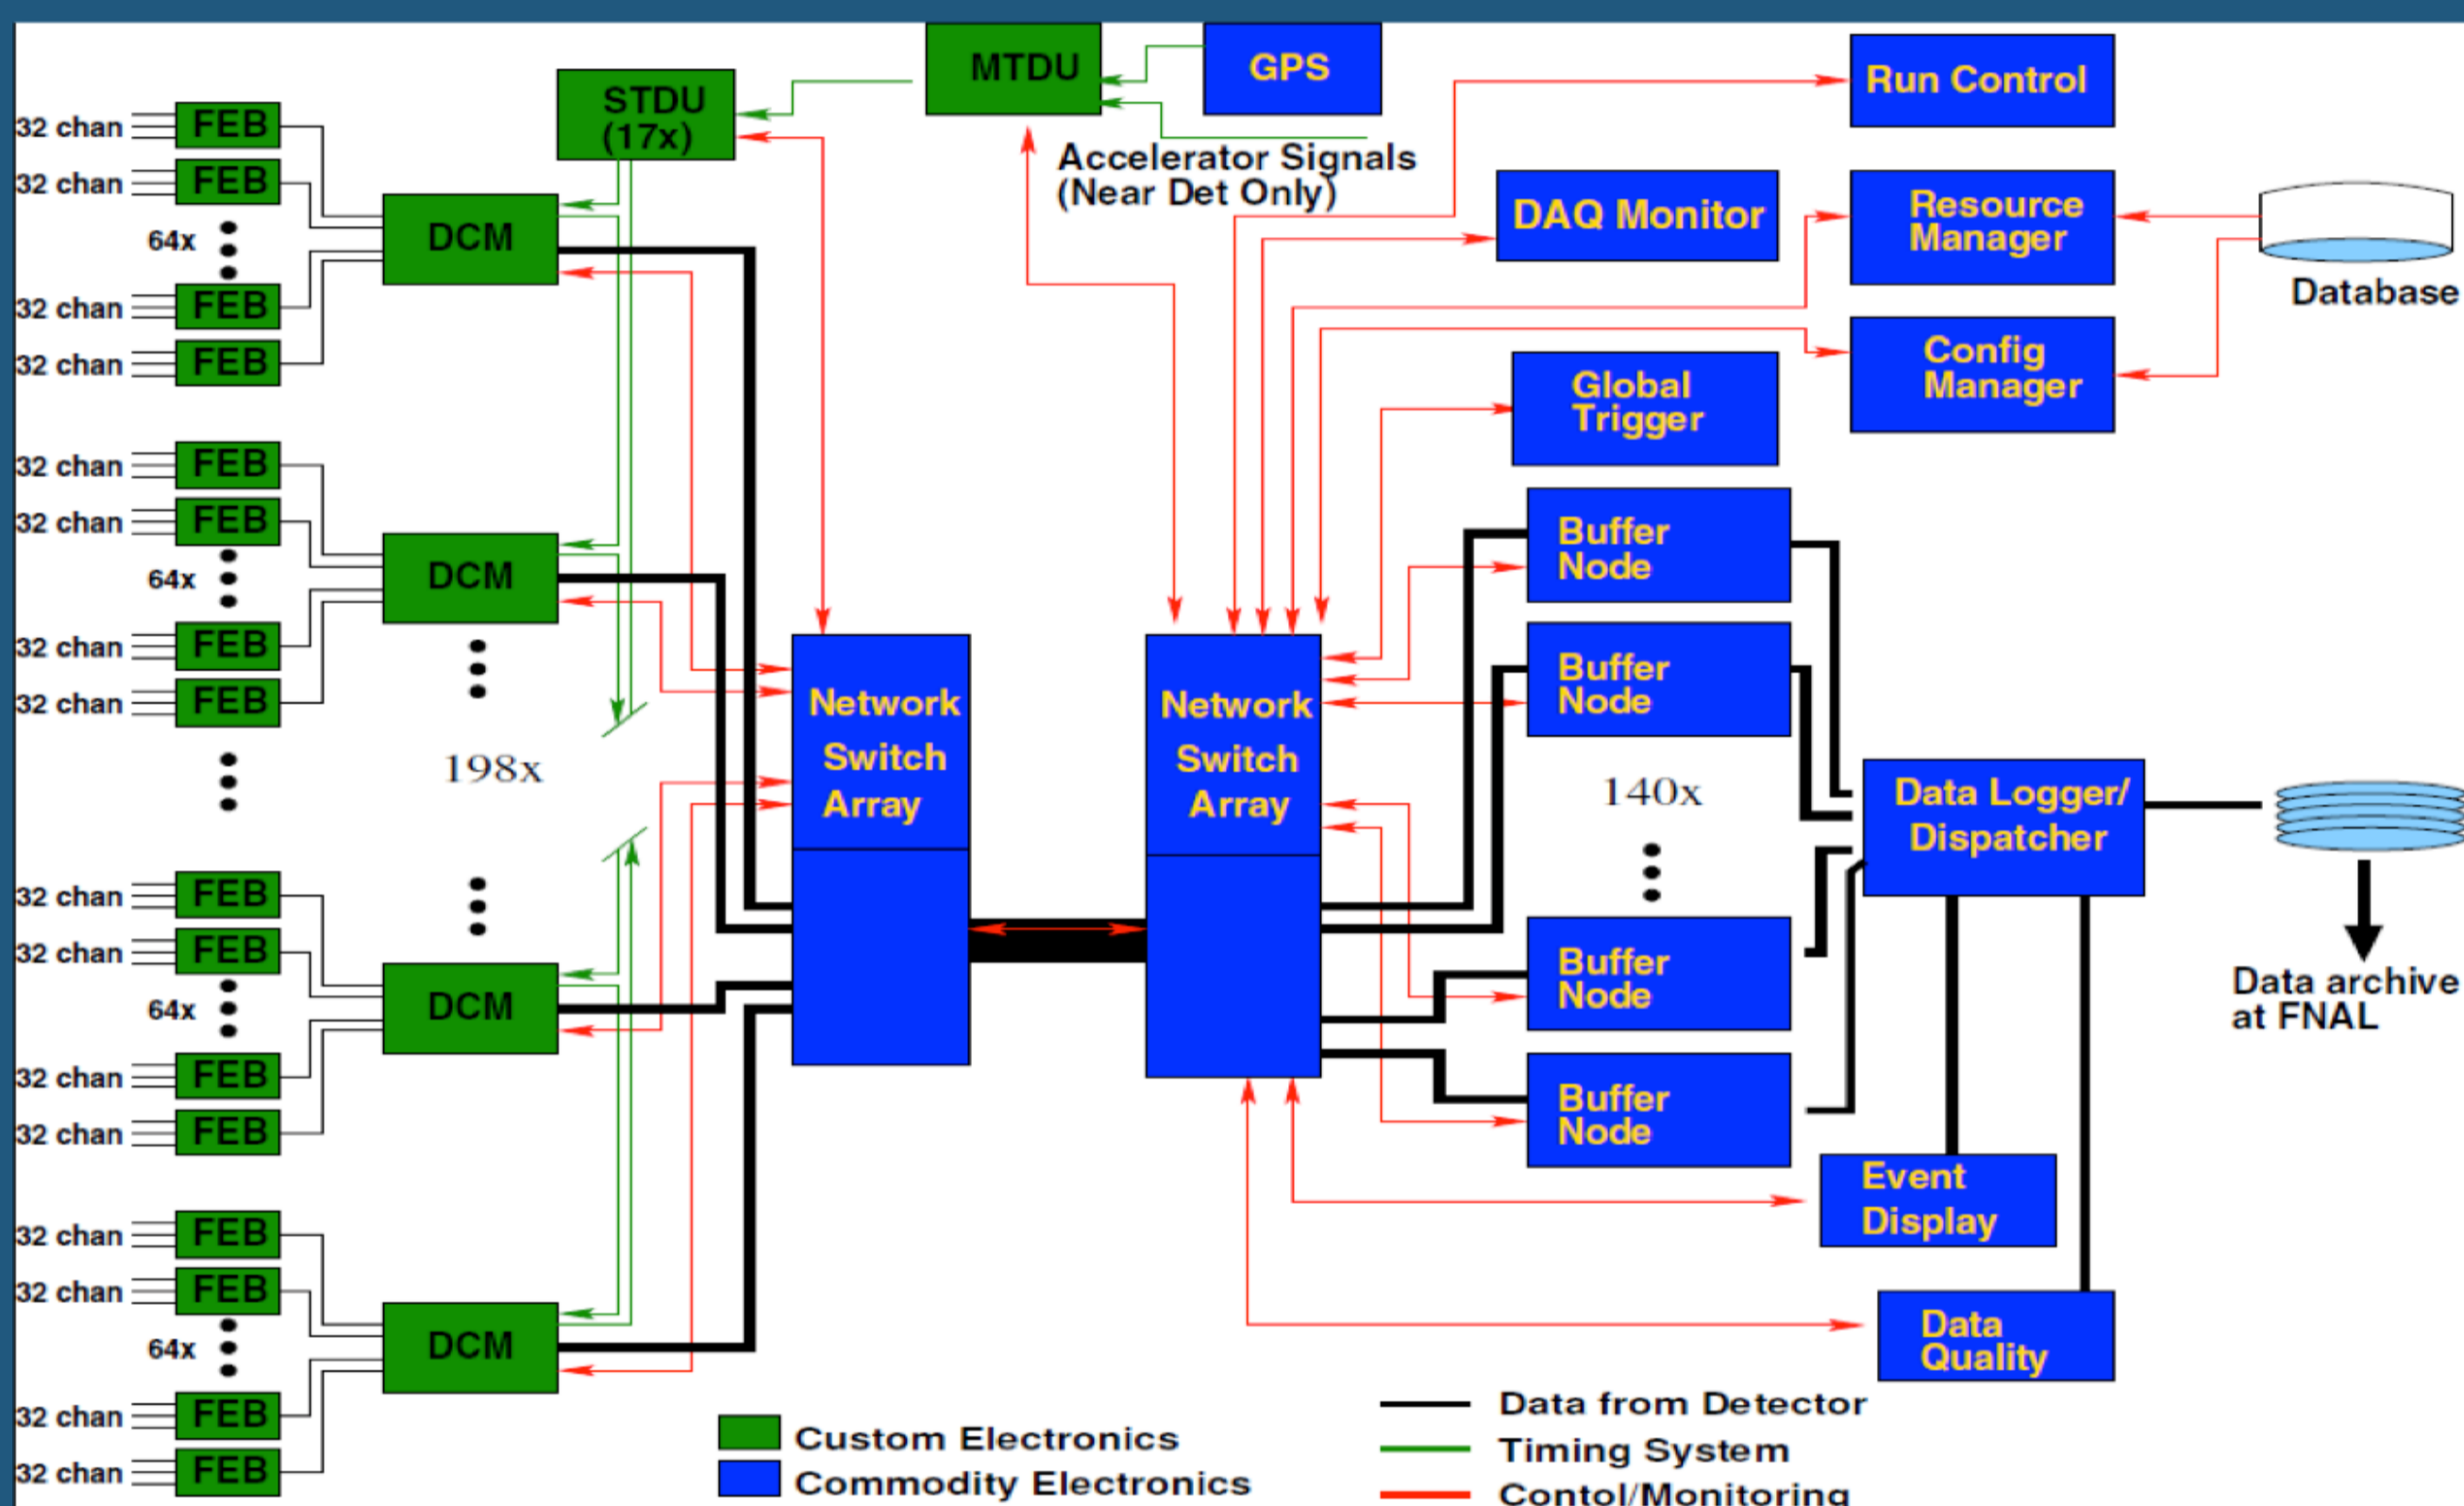 MTDU
GPS
STDU
(17x)
Run Control
Accelerator Signals
(Near Det Only)
DAQ Monitor
Resource
Manager
Database
Config
Manager
Global
Trigger
32 chan FEB
32 chan FEB
64x
32 chan FEB
32 chan FEB
DCM
32 chan FEB
32 chan FEB
64x
32 chan FEB
32 chan FEB
DCM
198x
32 chan FEB
32 chan FEB
64x
32 chan FEB
32 chan FEB
DCM
32 chan FEB
32 chan FEB
64x
32 chan FEB
32 chan FEB
DCM
Network
Switch
Array
Network
Switch
Array
Buffer
Node
Buffer
Node
140x
Buffer
Node
Buffer
Node
Data Logger/
Dispatcher
Data archive
at FNAL
Event
Display
Data
Quality
Custom Electronics
Commodity Electronics
Data from Detector
Timing System
Contol/Monitoring